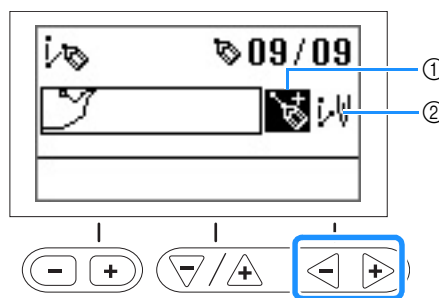 09/09
①
②
- + - + - +